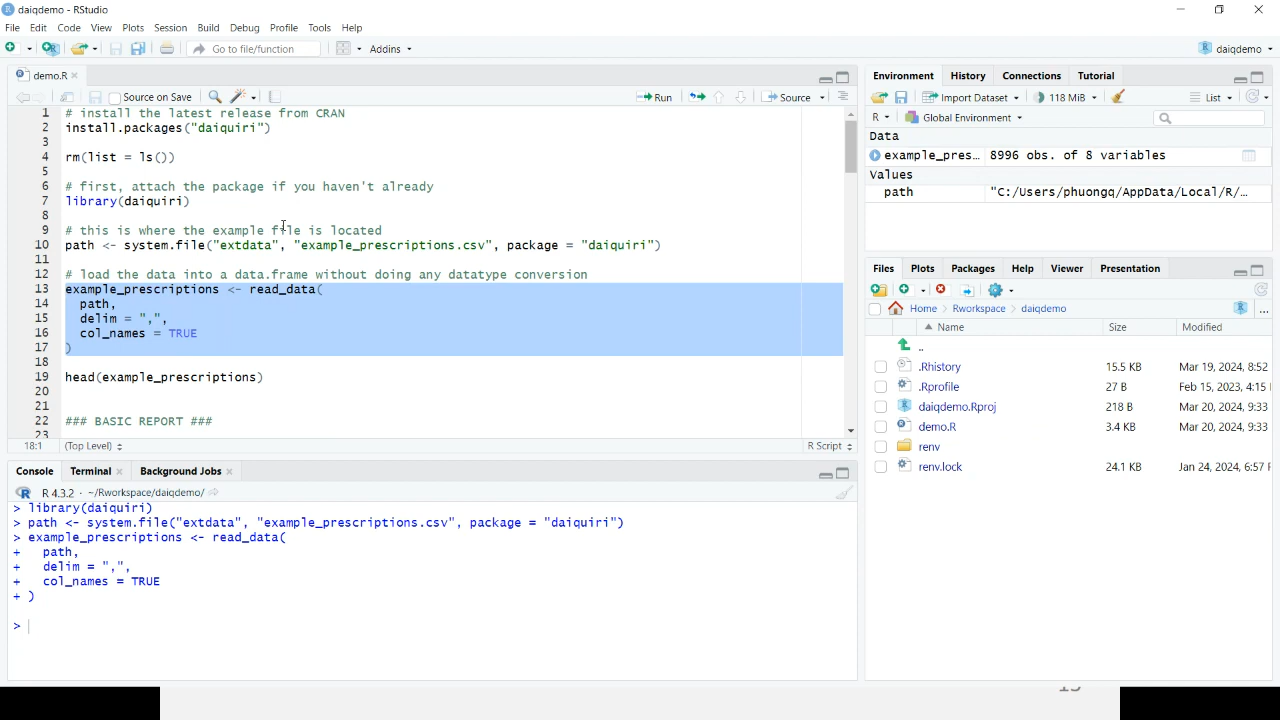 daiqdemo - RStudio
File Edit Code View Plots Session Build Debug Profile Tools Help
Go to file/function Addins daiqdemo
demo.R
Source on Save Run Source
1 # install the latest release from CRAN
2 install.packages("daiquiri")
3
4 rm(list = ls())
5
6 # first, attach the package if you haven't already
7 library(daiquiri)
8
9 # this is where the example file is located
10 path <- system.file("extdata", "example_prescriptions.csv", package = "daiquiri")
11
12 # load the data into a data.frame without doing any datatype conversion
13 example_prescriptions <- read_data(
14 path,
15 delim = ",",
16 col_names = TRUE
17 )
18
19 head(example_prescriptions)
20
21
22 ### BASIC REPORT ###
23
18:1 (Top Level) R Script
Console Terminal Background Jobs
R 4.3.2 · ~/Rworkspace/daiqdemo/
> library(daiquiri)
> path <- system.file("extdata", "example_prescriptions.csv", package = "daiquiri")
> example_prescriptions <- read_data(
+ path,
+ delim = ",",
+ col_names = TRUE
+ )
>
Environment History Connections Tutorial
Import Dataset 118 MiB List
R Global Environment
Data
example_pres… 8996 obs. of 8 variables
Values
path "C:/Users/phuongq/AppData/Local/R/…
Files Plots Packages Help Viewer Presentation
Home Rworkspace daiqdemo ...
Name Size Modified
..
.Rhistory 15.5 KB Mar 19, 2024, 8:52
.Rprofile 27 B Feb 15, 2023, 4:15
daiqdemo.Rproj 218 B Mar 20, 2024, 9:33
demo.R 3.4 KB Mar 20, 2024, 9:33
renv
renv.lock 24.1 KB Jan 24, 2024, 6:57